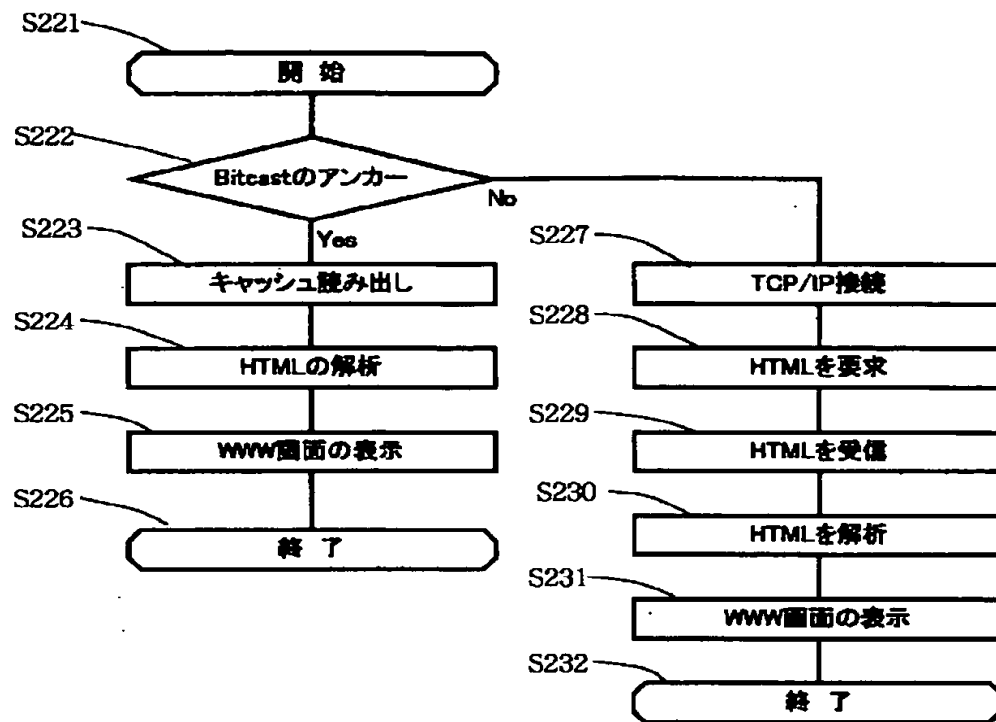 S221
開 始
S222
Bitcastのアンカー
No
Yes
S223
キャッシュ読み出し
S224
HTMLの解析
S225
WWW画面の表示
S226
終 了
S227
TCP/IP接続
S228
HTMLを要求
S229
HTMLを受信
S230
HTMLを解析
S231
WWW画面の表示
S232
終 了